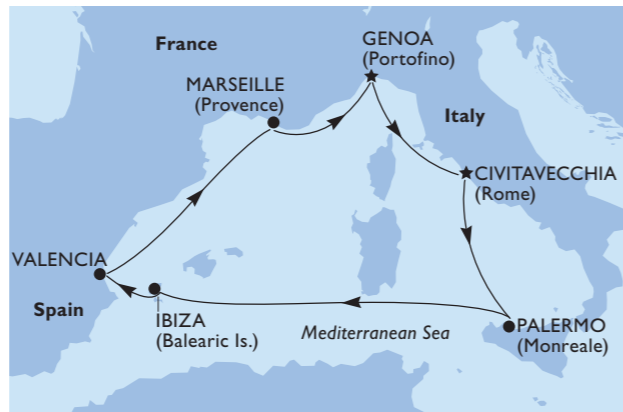 France
GENOA
(Portofino)
MARSEILLE
(Provence)
Italy
CIVITAVECCHIA
(Rome)
VALENCIA
Spain
IBIZA
(Balearic Is.)
Mediterranean Sea
PALERMO
(Monreale)